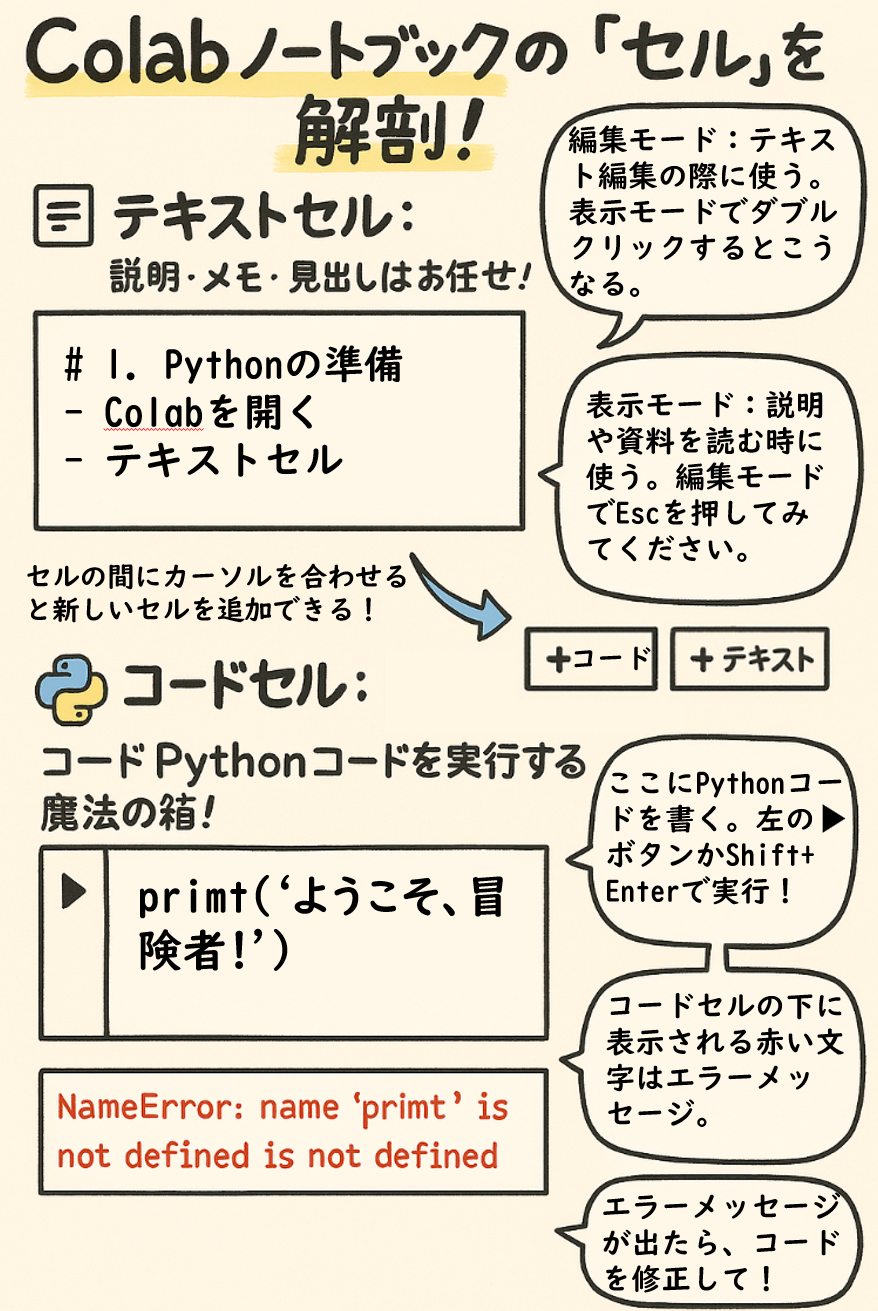 Colabノートブックの「セル」を
解剖!
編集モード：テキス
ト編集の際に使う。
表示モードでダブル
クリックするとこう
なる。
テキストセル:
説明・メモ・見出しはお任せ!
# 1. Pythonの準備
- Colabを開く
- テキストセル
表示モード：説明
や資料を読む時に
使う。編集モード
でEscを押してみ
てください。
セルの間にカーソルを合わせる
と新しいセルを追加できる！
+コード
+ テキスト
コードセル:
コード Pythonコードを実行する
魔法の箱!
ここにPythonコー
ドを書く。左の▶
ボタンかShift+
Enterで実行！
▶
primt(‘ようこそ、冒
険者!’)
コードセルの下に
表示される赤い文
字はエラーメッ
セージ。
NameError: name ‘primt’ is
not defined is not defined
エラーメッセージ
が出たら、コード
を修正して！